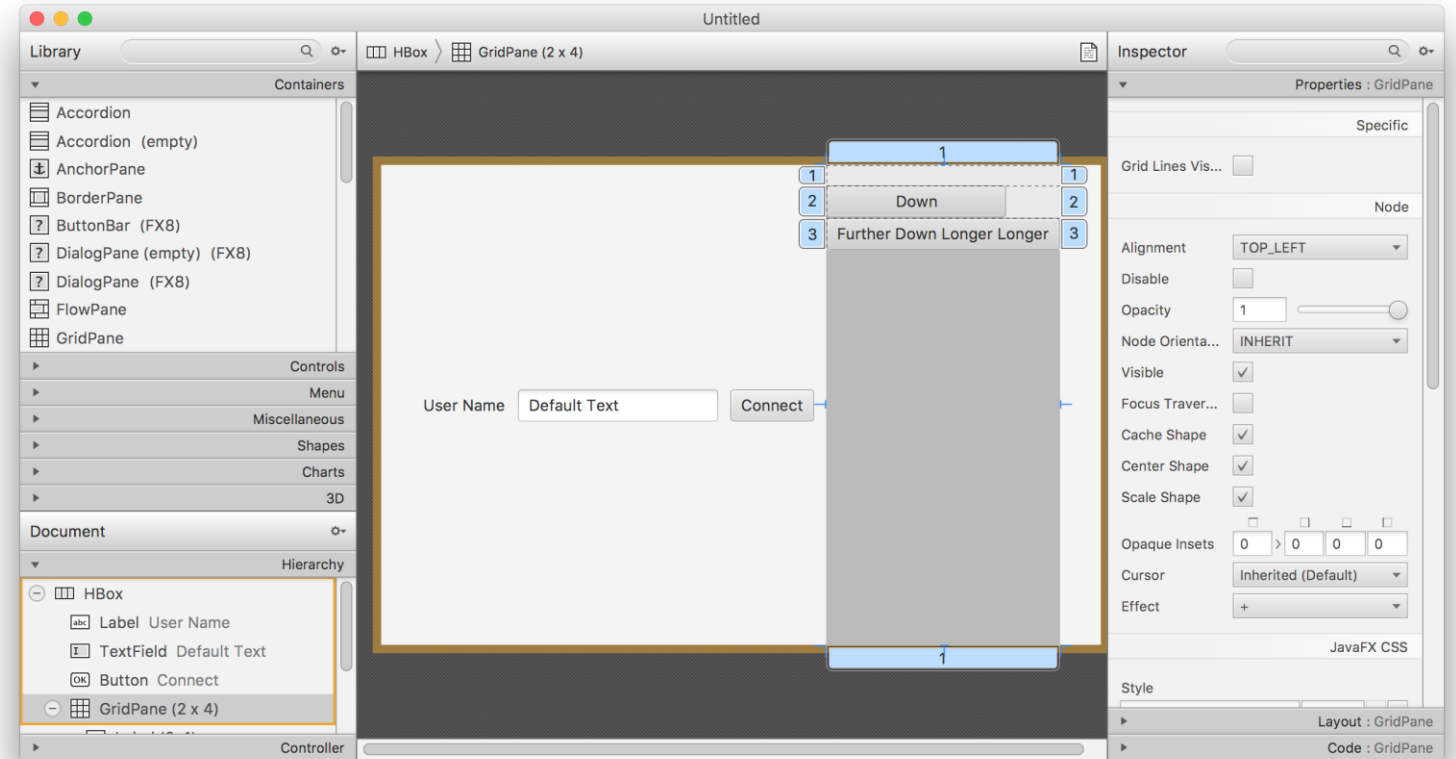 Untitled
Library
HBox
GridPane (2 x 4)
Inspector
Containers
Properties : GridPane
Accordion
Accordion (empty)
AnchorPane
BorderPane
ButtonBar (FX8)
DialogPane (empty) (FX8)
DialogPane (FX8)
FlowPane
GridPane
Controls
Menu
Miscellaneous
Shapes
Charts
3D
Document
Hierarchy
HBox
abc Label User Name
TextField Default Text
OK Button Connect
GridPane (2 x 4)
Controller
1
1 1
2 Down 2
3 Further Down Longer Longer 3
User Name Default Text Connect
1
Specific
Grid Lines Vis...
Node
Alignment TOP_LEFT
Disable
Opacity 1
Node Orienta... INHERIT
Visible
Focus Traver...
Cache Shape
Center Shape
Scale Shape
Opaque Insets 0 > 0 0 0
Cursor Inherited (Default)
Effect +
JavaFX CSS
Style
Layout : GridPane
Code : GridPane